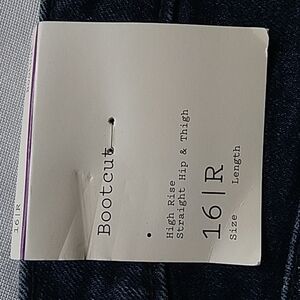 Bootcut
High Rise
Straight Hip & Thigh
16|R
Size Length
16|R